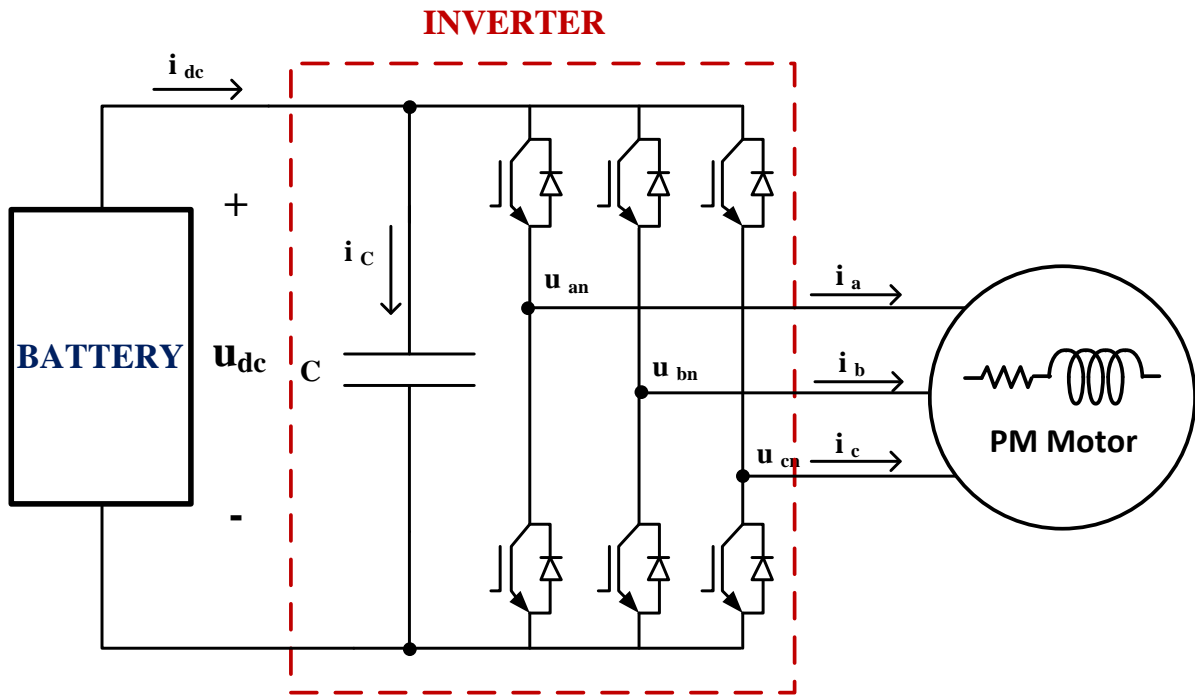 INVERTER
i dc
+
i C
u an
i a
BATTERY
u dc
C
u bn
i b
PM Motor
u cn
i c
-